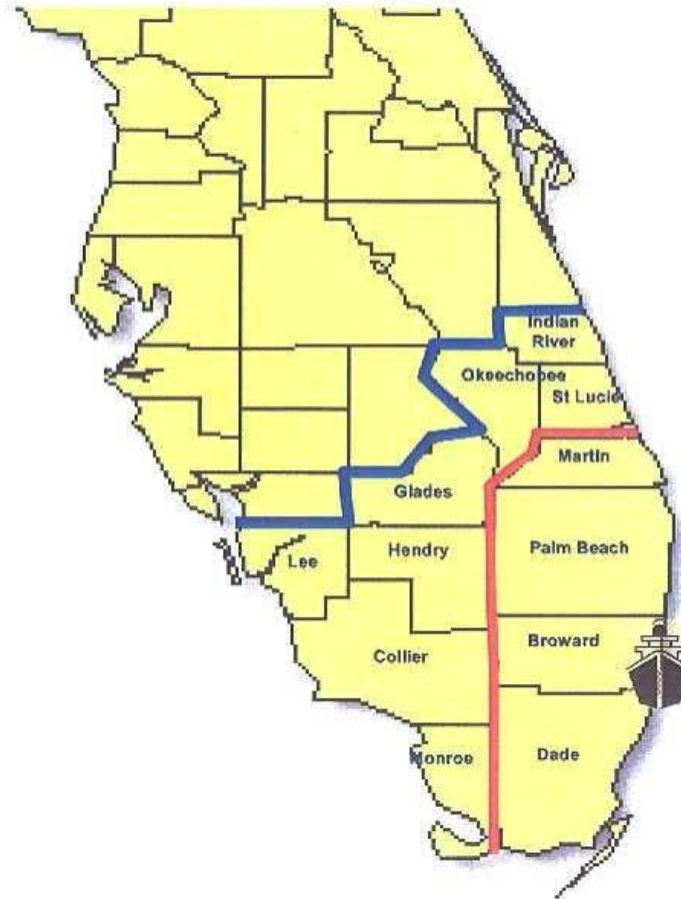 Indian
River
Okeechobee
St Lucie
Martin
Glades
Palm Beach
Hendry
Lee
Broward
Collier
Monroe
Dade